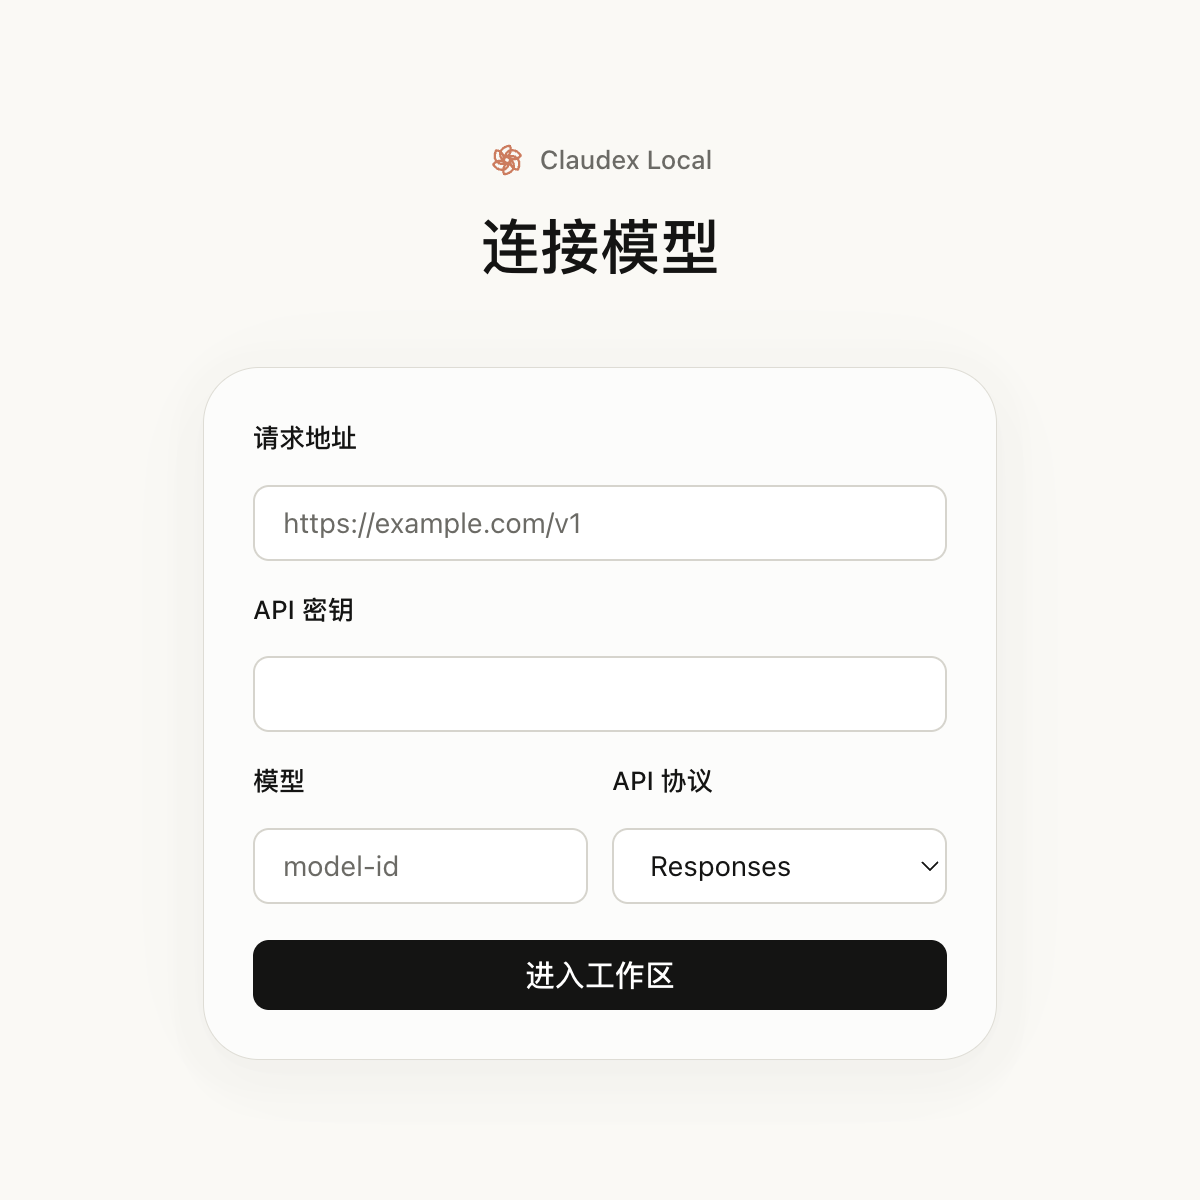 Claudex Local
连接模型
请求地址
https://example.com/v1
API 密钥
模型
API 协议
model-id
Responses
进入工作区